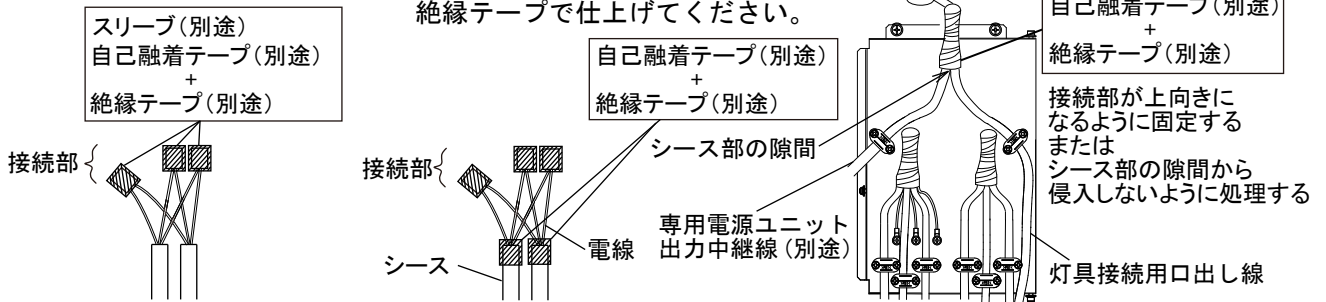 スリーブ(別途)
自己融着テープ(別途)
+
絶縁テープ(別途)
接続部
絶縁テープで仕上げてください。
自己融着テープ(別途)
+
絶縁テープ(別途)
接続部
シース
電線
シース部の隙間
専用電源ユニット
出力中継線(別途)
自己融着テープ(別途)
+
絶縁テープ(別途)
接続部が上向きに
なるように固定する
または
シース部の隙間から
侵入しないように処理する
灯具接続用口出し線